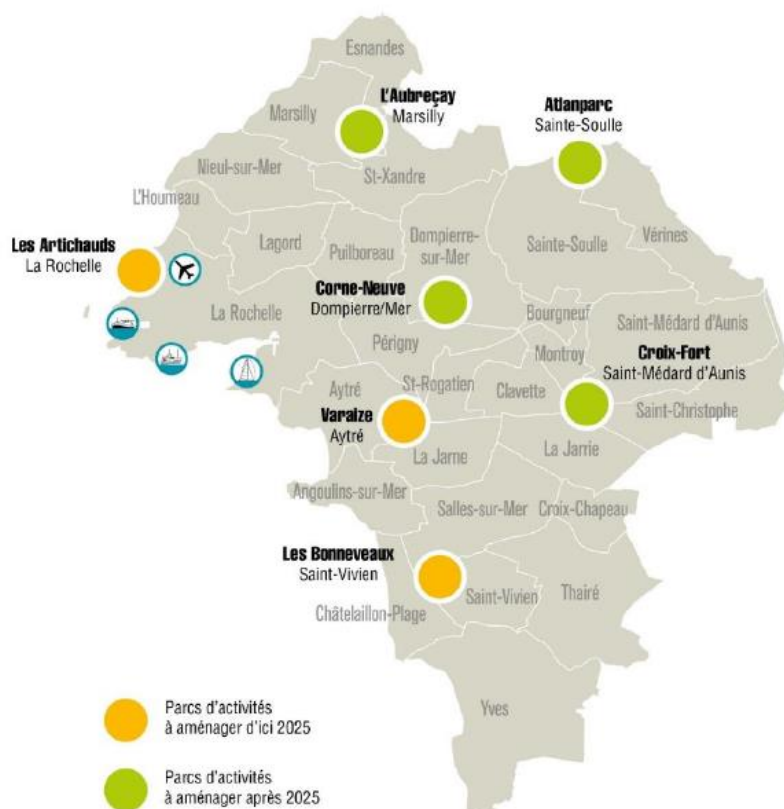 Esnandes
L'Aubreçay
Marsilly
Marsilly
Atlanparc
Sainte-Soulle
Nieul-sur-Mer
St-Xandre
L'Houmeau
Les Artichauds
La Rochelle
Lagord
Puilboreau
Dompierre-
sur-Mer
Sainte-Soulle
Vérines
Corne-Neuve
Dompierre/Mer
La Rochelle
Bourgneuf
Saint-Médard d'Aunis
Périgny
Montroy
Croix-Fort
Saint-Médard d'Aunis
Aytré
St-Rogatien
Clavette
Saint-Christophe
Varaize
Aytré
La Jarne
La Jarrie
Angoulins-sur-Mer
Salles-sur-Mer
Croix-Chapeau
Les Bonneveaux
Saint-Vivien
Saint-Vivien
Thairé
Châtelaillon-Plage
Yves
Parcs d'activités
à aménager d'ici 2025
Parcs d'activités
à aménager après 2025